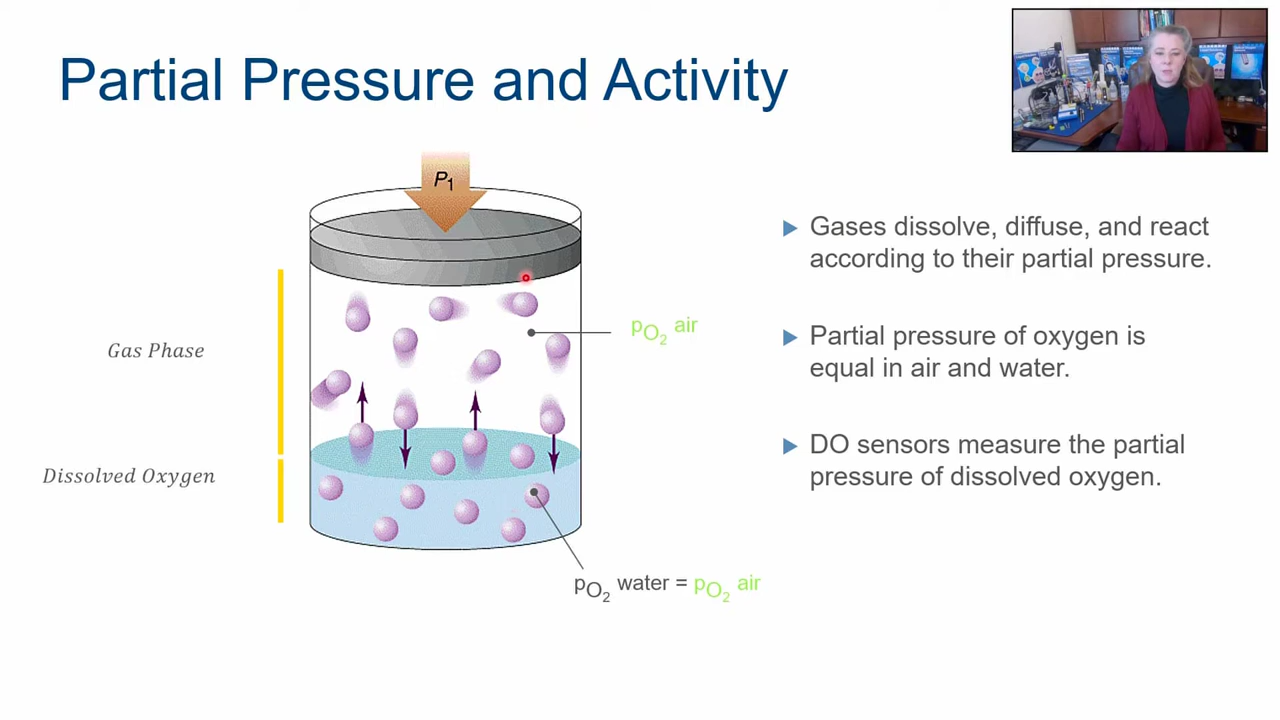 Partial Pressure and Activity
P1
Gas Phase
Dissolved Oxygen
pO2 air
pO2 water = pO2 air
Gases dissolve, diffuse, and react
according to their partial pressure.
Partial pressure of oxygen is
equal in air and water.
DO sensors measure the partial
pressure of dissolved oxygen.